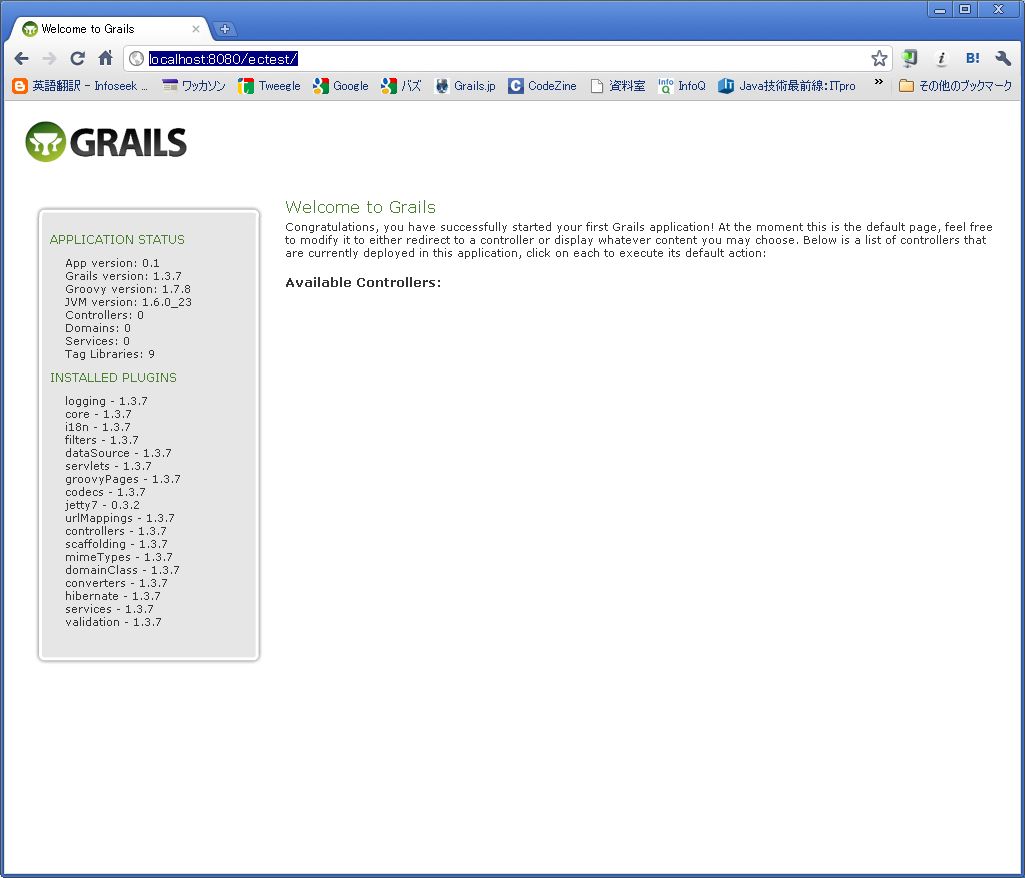 Welcome to Grails
localhost:8080/ectest/
B!
英語翻訳 - Infoseek ... ワッカソン Tweegle Google バズ Grails.jp CodeZine 資料室 InfoQ Java技術最前線:ITpro » その他のブックマーク
GRAILS
Welcome to Grails
Congratulations, you have successfully started your first Grails application! At the moment this is the default page, feel free
to modify it to either redirect to a controller or display whatever content you may choose. Below is a list of controllers that
are currently deployed in this application, click on each to execute its default action:
Available Controllers:
APPLICATION STATUS
App version: 0.1
Grails version: 1.3.7
Groovy version: 1.7.8
JVM version: 1.6.0_23
Controllers: 0
Domains: 0
Services: 0
Tag Libraries: 9
INSTALLED PLUGINS
logging - 1.3.7
core - 1.3.7
i18n - 1.3.7
filters - 1.3.7
dataSource - 1.3.7
servlets - 1.3.7
groovyPages - 1.3.7
codecs - 1.3.7
jetty7 - 0.3.2
urlMappings - 1.3.7
controllers - 1.3.7
scaffolding - 1.3.7
mimeTypes - 1.3.7
domainClass - 1.3.7
converters - 1.3.7
hibernate - 1.3.7
services - 1.3.7
validation - 1.3.7